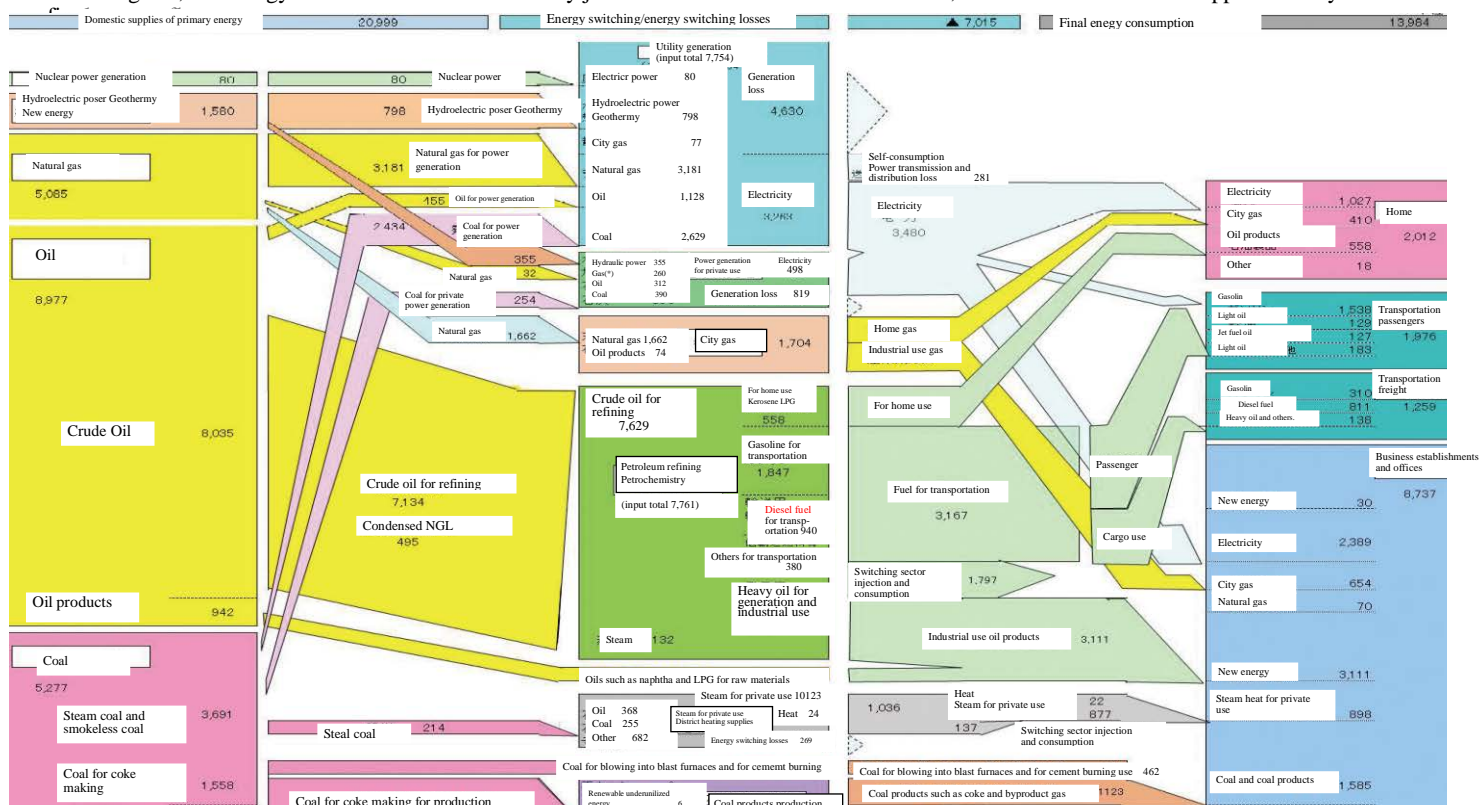 Domestic supplies of primary energy
20,999
Energy switching/energy switching losses
▲ 7,015
Final enegy consumption
13,984
Nuclear power generation
80
Hydroelectric poser Geothermy
New energy
1,580
Natural gas
5,085
Oil
8,977
Crude Oil
8,035
Oil products
942
Coal
5,277
Steam coal and
smokeless coal
3,691
Coal for coke
making
1,558
80
Nuclear power
798
Hydroelectric poser Geothermy
Natural gas for power
generation
3,181
455
Oil for power generation
2 434
Coal for power
generation
355
Natural gas
32
Coal for private
power generation
254
Natural gas
1,662
Crude oil for refining
7,134
Condensed NGL
495
Steal coal
214
Coal for coke making for production
Utility generation
(input total 7,754)
Electricr power 80
Hydroelectric power
Geothermy 798
City gas 77
Natural gas 3,181
Oil 1,128
Coal 2,629
Generation
loss
4,630
Electricity
Hydraulic power 355
Gas(*) 260
Oil 312
Coal 390
Power generation
for private use
Electricity
498
Generation loss 819
Natural gas 1,662
Oil products 74
City gas
1,704
Crude oil for
refining
7,629
For home use
Kerosene LPG
558
Gasoline for
transportation
1,847
Petroleum refining
Petrochemistry
(input total 7,761)
Diesel fuel
for transp-
ortation 940
Others for transportation
380
Heavy oil for
generation and
industrial use
Steam
132
Oils such as naphtha and LPG for raw materials
Steam for private use 10123
Oil 368
Coal 255
Other 682
Steam for private use
District heating supplies
Heat 24
Energy switching losses 269
Coal for blowing into blast furnaces and for cememt burning
Renewable underunilized
energy 6
Coal products production
Self-consumption
Power transmission and
distribution loss 281
Electricity
3,480
Home gas
Industrial use gas
For home use
Fuel for transportation
3,167
Passenger
Cargo use
Switching sector
injection and
consumption
1,797
Industrial use oil products
3,111
1,036
Heat 22
Steam for private use 877
137
Switching sector injection
and consumption
Coal for blowing into blast furnaces and for cement burning use 462
Coal products such as coke and byproduct gas
1123
Electricity 1,027
City gas 410
Oil products 558
Other 18
Home
2,012
Gasolin 1,538
Light oil 129
Jet fuel oil 127
Light oil 183
Transportation
passengers
1,976
Gasolin 310
Diesel fuel 811
Heavy oil and others. 138
Transportation
freight
1,259
Business establishments
and offices
8,737
New energy 30
Electricity 2,389
City gas 654
Natural gas 70
New energy 3,111
Steam heat for private
use 898
Coal and coal products 1,585